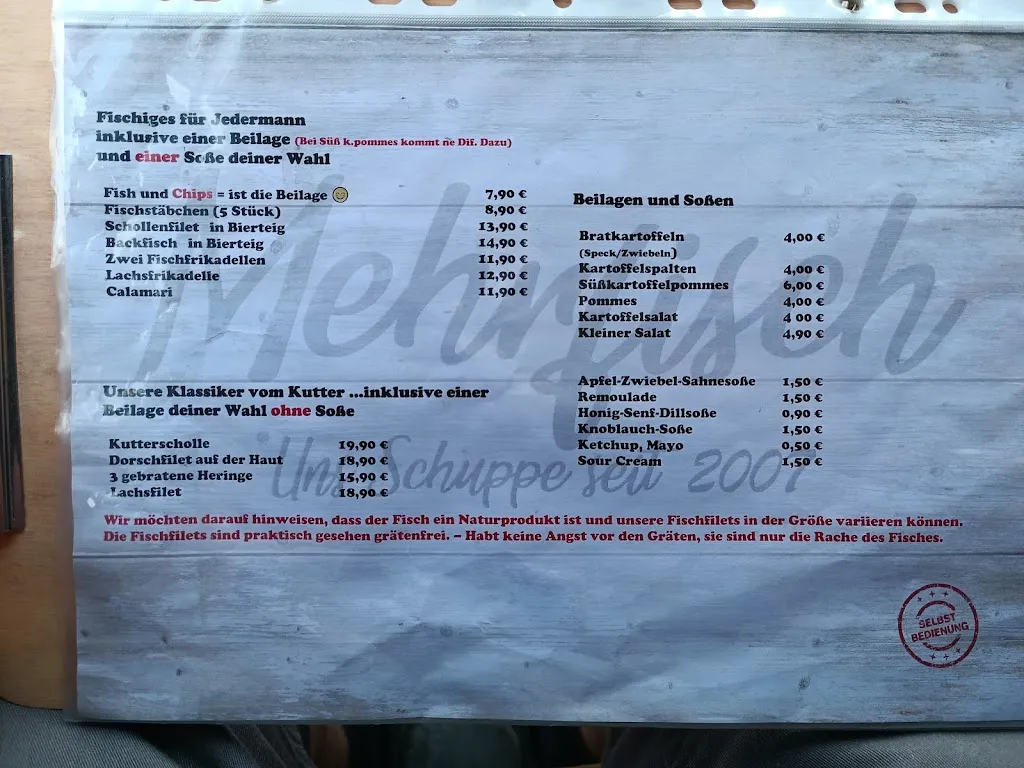 Fischiges für Jedermann
inklusive einer Beilage (Bei Süß k.pommes kommt ne Dif. Dazu)
und einer Soße deiner Wahl
Fish und Chips = ist die Beilage 7,90 €
Fischstäbchen (5 Stück) 8,90 €
Schollenfilet in Bierteig 13,90 €
Backfisch in Bierteig 14,90 €
Zwei Fischfrikadellen 11,90 €
Lachsfrikadelle 12,90 €
Calamari 11,90 €
Unsere Klassiker vom Kutter ...inklusive einer
Beilage deiner Wahl ohne Soße
Kutterscholle 19,90 €
Dorschfilet auf der Haut 18,90 €
3 gebratene Heringe 15,90 €
Lachsfilet 18,90 €
Beilagen und Soßen
Bratkartoffeln 4,00 €
(Speck/Zwiebeln)
Kartoffelspalten 4,00 €
Süßkartoffelpommes 6,00 €
Pommes 4,00 €
Kartoffelsalat 4 00 €
Kleiner Salat 4,90 €
Apfel-Zwiebel-Sahnesoße 1,50 €
Remoulade 1,50 €
Honig-Senf-Dillsoße 0,90 €
Knoblauch-Soße 1,50 €
Ketchup, Mayo 0,50 €
Sour Cream 1,50 €
Mehrfisch
Uns Schuppe seit 2007
Wir möchten darauf hinweisen, dass der Fisch ein Naturprodukt ist und unsere Fischfilets in der Größe variieren können.
Die Fischfilets sind praktisch gesehen grätenfrei. – Habt keine Angst vor den Gräten, sie sind nur die Rache des Fisches.
SELBST
BEDIENUNG